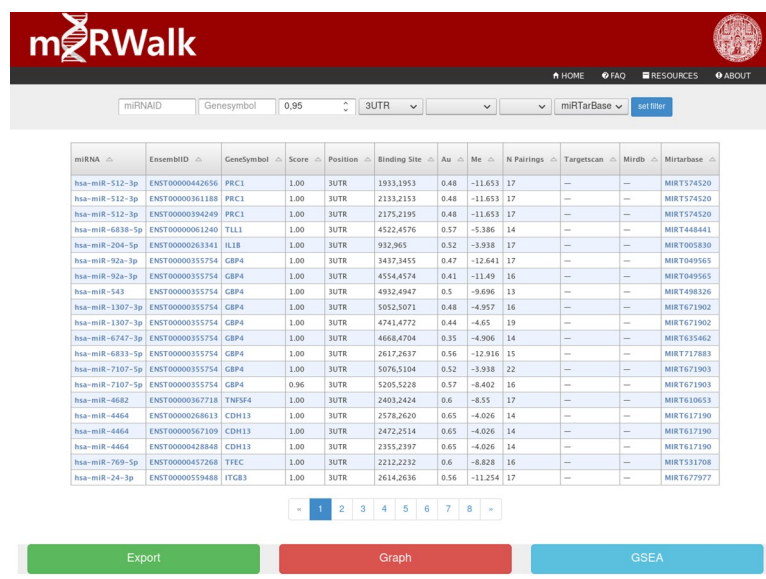 miRWalk
HOME FAQ RESOURCES ABOUT
miRNAID Genesymbol 0,95 3UTR miRTarBase set filter
miRNA EnsemblID GeneSymbol Score Position Binding Site Au Me N Pairings Targetscan Mirdb Mirtarbase
hsa-miR-512-3p ENST00000442656 PRC1 1.00 3UTR 1933,1953 0.48 -11.653 17 — — MIRT574520
hsa-miR-512-3p ENST00000361188 PRC1 1.00 3UTR 2133,2153 0.48 -11.653 17 — — MIRT574520
hsa-miR-512-3p ENST00000394249 PRC1 1.00 3UTR 2175,2195 0.48 -11.653 17 — — MIRT574520
hsa-miR-6838-5p ENST00000061240 TLL1 1.00 3UTR 4522,4576 0.57 -5.386 14 — — MIRT448441
hsa-miR-204-5p ENST00000263341 IL1B 1.00 3UTR 932,965 0.52 -3.938 17 — — MIRT005830
hsa-miR-92a-3p ENST00000355754 GBP4 1.00 3UTR 3437,3455 0.47 -12.641 17 — — MIRT049565
hsa-miR-92a-3p ENST00000355754 GBP4 1.00 3UTR 4554,4574 0.41 -11.49 16 — — MIRT049565
hsa-miR-543 ENST00000355754 GBP4 1.00 3UTR 4932,4947 0.5 -9.696 13 — — MIRT498326
hsa-miR-1307-3p ENST00000355754 GBP4 1.00 3UTR 5052,5071 0.48 -4.957 16 — — MIRT671902
hsa-miR-1307-3p ENST00000355754 GBP4 1.00 3UTR 4741,4772 0.44 -4.65 19 — — MIRT671902
hsa-miR-6747-3p ENST00000355754 GBP4 1.00 3UTR 4668,4704 0.35 -4.906 14 — — MIRT635462
hsa-miR-6833-5p ENST00000355754 GBP4 1.00 3UTR 2617,2637 0.56 -12.916 15 — — MIRT717883
hsa-miR-7107-5p ENST00000355754 GBP4 1.00 3UTR 5076,5104 0.52 -3.938 22 — — MIRT671903
hsa-miR-7107-5p ENST00000355754 GBP4 0.96 3UTR 5205,5228 0.57 -8.402 16 — — MIRT671903
hsa-miR-4682 ENST00000367718 TNFSF4 1.00 3UTR 2403,2424 0.6 -8.55 17 — — MIRT610653
hsa-miR-4464 ENST00000268613 CDH13 1.00 3UTR 2578,2620 0.65 -4.026 14 — — MIRT617190
hsa-miR-4464 ENST00000567109 CDH13 1.00 3UTR 2472,2514 0.65 -4.026 14 — — MIRT617190
hsa-miR-4464 ENST00000428848 CDH13 1.00 3UTR 2355,2397 0.65 -4.026 14 — — MIRT617190
hsa-miR-769-5p ENST00000457268 TFEC 1.00 3UTR 2212,2232 0.6 -8.828 16 — — MIRT531708
hsa-miR-24-3p ENST00000559488 ITGB3 1.00 3UTR 2614,2636 0.56 -11.254 17 — — MIRT677977
« 1 2 3 4 5 6 7 8 »
Export Graph GSEA